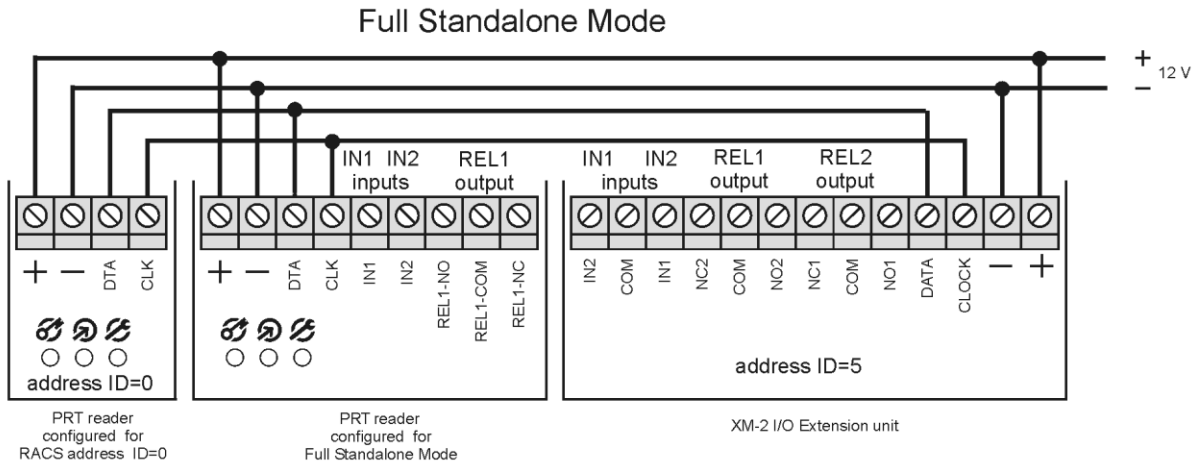 Full Standalone Mode
+
12 V
−
IN1 IN2
inputs
REL1
output
IN1 IN2
inputs
REL1
output
REL2
output
+ − DTA CLK
+ − DTA CLK IN1 IN2 REL1-NO REL1-COM REL1-NC
IN2 COM IN1 NC2 COM NO2 NC1 COM NO1 DATA CLOCK − +
address ID=0
address ID=5
PRT reader
configured for
RACS address ID=0
PRT reader
configured for
Full Standalone Mode
XM-2 I/O Extension unit